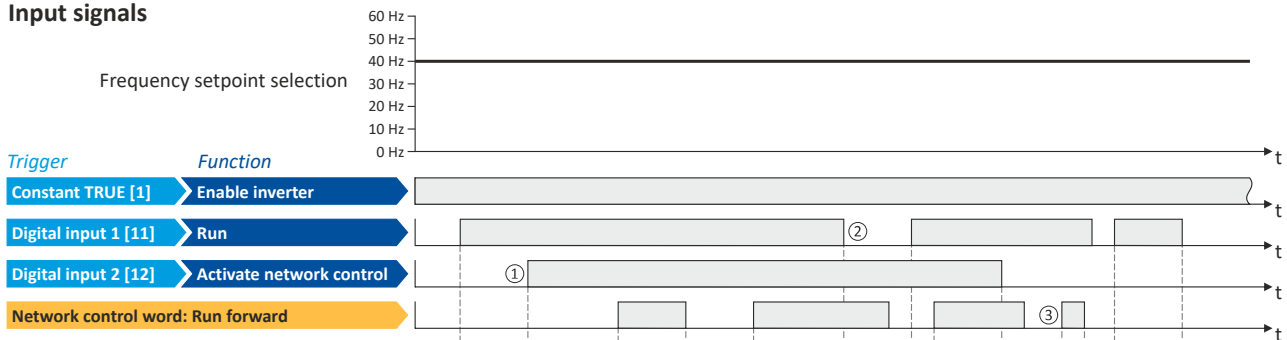 Input signals
60 Hz
50 Hz
40 Hz
Frequency setpoint selection
30 Hz
20 Hz
10 Hz
0 Hz
t
Trigger Function
Constant TRUE [1] Enable inverter
t
Digital input 1 [11] Run ②
t
Digital input 2 [12] Activate network control ①
t
Network control word: Run forward ③
t